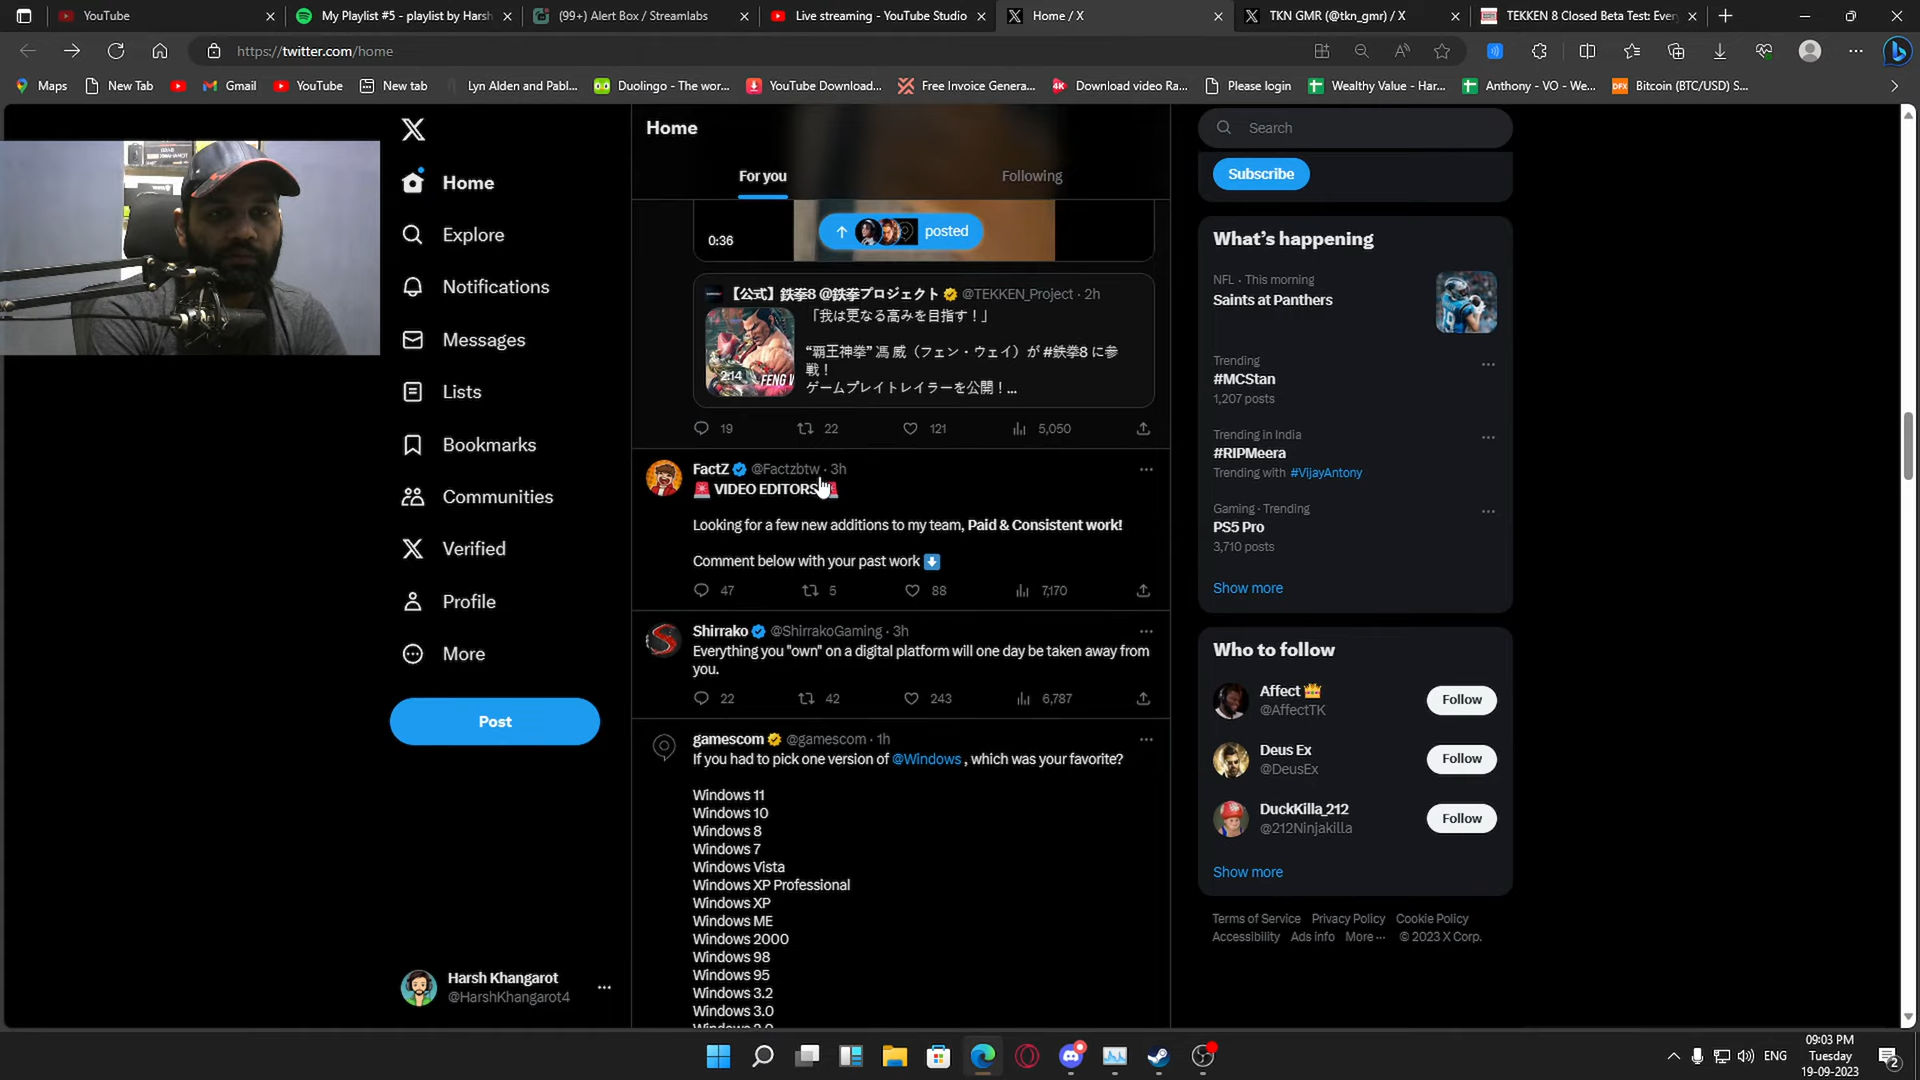 YouTube
My Playlist #5 - playlist by Harsh
(99+) Alert Box / Streamlabs
Live streaming - YouTube Studio
Home / X
TKN GMR (@tkn_gmr) / X
TEKKEN 8 Closed Beta Test: Ever
https://twitter.com/home
Maps
New Tab
Gmail
YouTube
New tab
Lyn Alden and Pabl...
Duolingo - The wor...
YouTube Download...
Free Invoice Genera...
Download video Ra...
Please login
Wealthy Value - Har...
Anthony - VO - We...
Bitcoin (BTC/USD) S...
Home
Explore
Notifications
Messages
Lists
Bookmarks
Communities
Verified
Profile
More
Post
Harsh Khangarot
@HarshKhangarot4
Home
For you
Following
posted
0:36
【公式】鉄拳8 @鉄拳プロジェクト @TEKKEN_Project · 2h
「我は更なる高みを目指す！」
“覇王神拳” 馮 威（フェン・ウェイ）が #鉄拳8 に参
戦！
ゲームプレイトレイラーを公開！...
2:14
FENG W
19 22 121 5,050
FactZ @Factzbtw · 3h
VIDEO EDITORS
Looking for a few new additions to my team, Paid & Consistent work!
Comment below with your past work
47 5 88 7,170
Shirrako @ShirrakoGaming · 3h
Everything you "own" on a digital platform will one day be taken away from
you.
22 42 243 6,787
gamescom @gamescom · 1h
If you had to pick one version of @Windows , which was your favorite?
Windows 11
Windows 10
Windows 8
Windows 7
Windows Vista
Windows XP Professional
Windows XP
Windows ME
Windows 2000
Windows 98
Windows 95
Windows 3.2
Windows 3.0
Search
Subscribe
What’s happening
NFL · This morning
Saints at Panthers
Trending
#MCStan
1,207 posts
Trending in India
#RIPMeera
Trending with #VijayAntony
Gaming · Trending
PS5 Pro
3,710 posts
Show more
Who to follow
Affect
@AffectTK
Follow
Deus Ex
@DeusEx
Follow
DuckKilla_212
@212Ninjakilla
Follow
Show more
Terms of Service Privacy Policy Cookie Policy
Accessibility Ads info More ··· © 2023 X Corp.
ENG
09:03 PM
Tuesday
19-09-2023
2